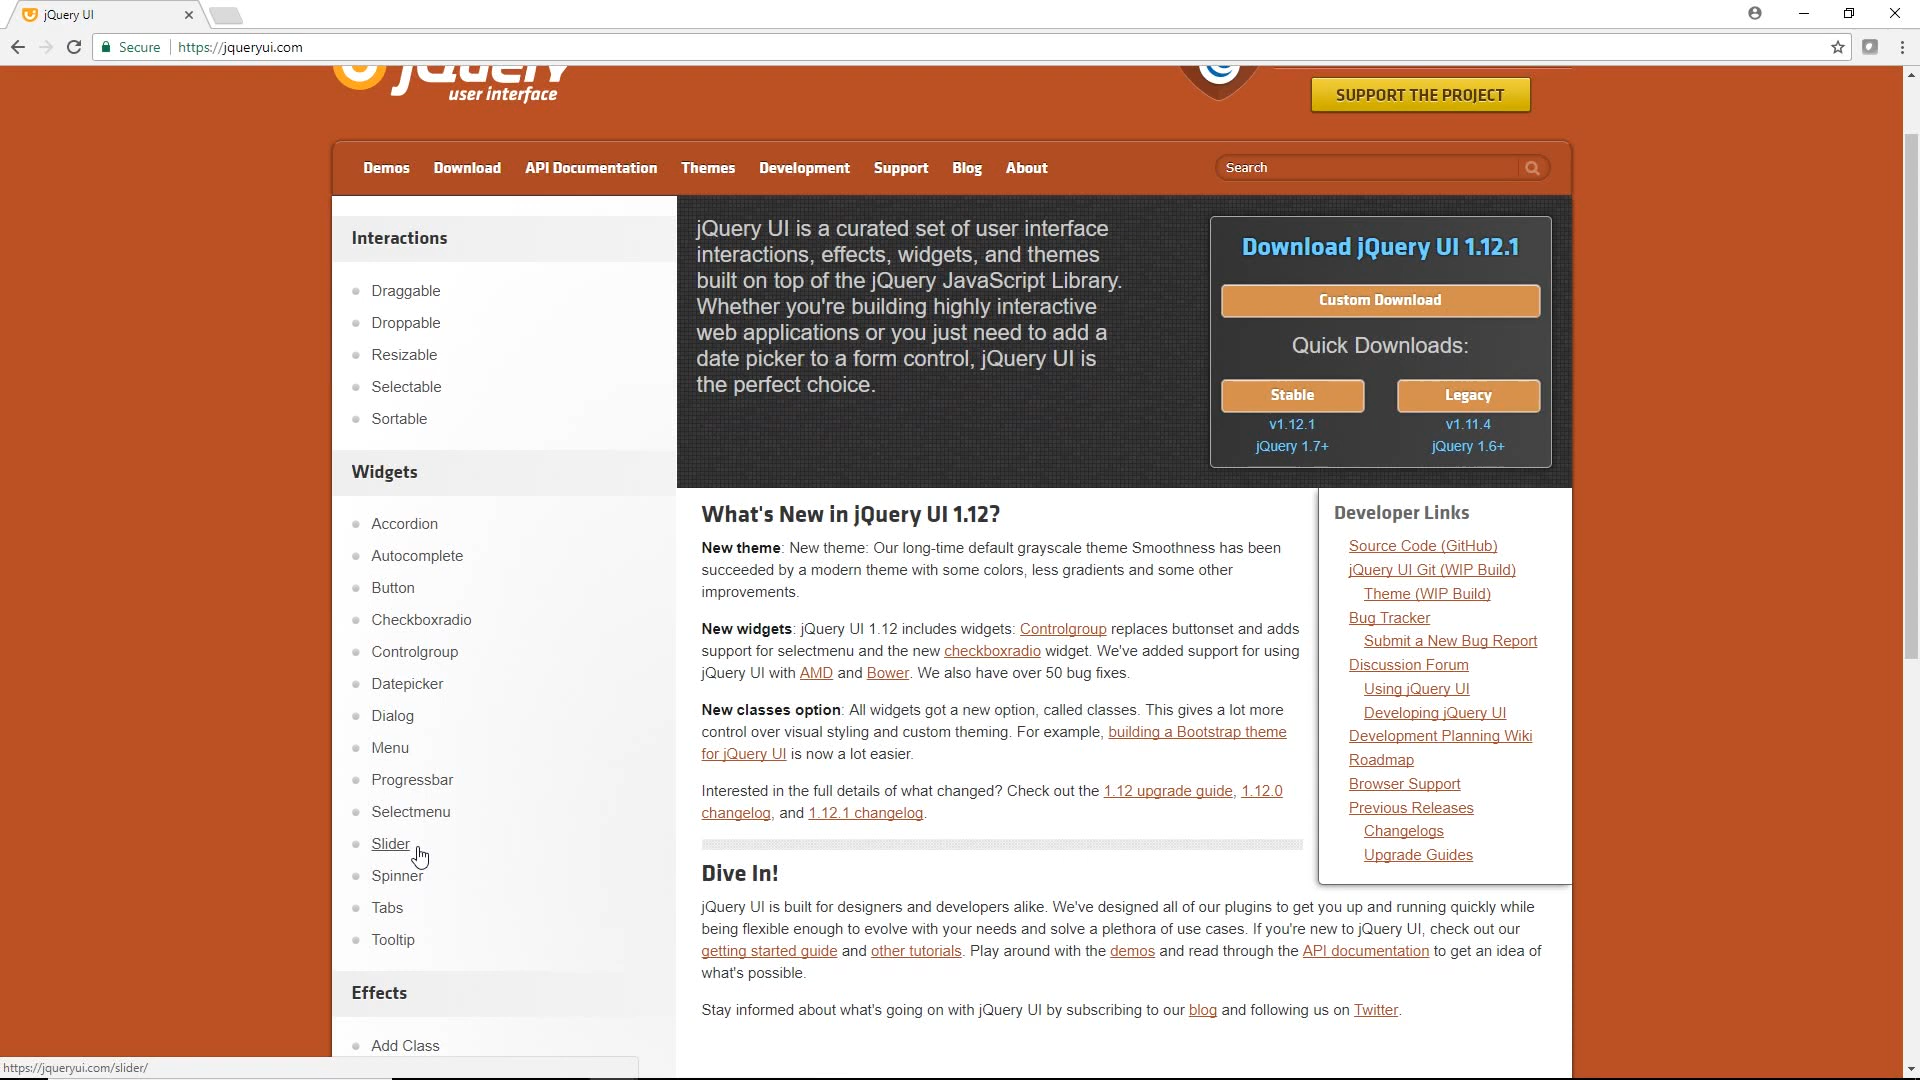 jQuery UI
Secure
https://jqueryui.com
jQuery
user interface
SUPPORT THE PROJECT
Demos Download API Documentation Themes Development Support Blog About
Search
Interactions
Draggable
Droppable
Resizable
Selectable
Sortable
Widgets
Accordion
Autocomplete
Button
Checkboxradio
Controlgroup
Datepicker
Dialog
Menu
Progressbar
Selectmenu
Slider
Spinner
Tabs
Tooltip
Effects
Add Class
jQuery UI is a curated set of user interface
interactions, effects, widgets, and themes
built on top of the jQuery JavaScript Library.
Whether you're building highly interactive
web applications or you just need to add a
date picker to a form control, jQuery UI is
the perfect choice.
Download jQuery UI 1.12.1
Custom Download
Quick Downloads:
Stable Legacy
v1.12.1 v1.11.4
jQuery 1.7+ jQuery 1.6+
What's New in jQuery UI 1.12?
New theme: New theme: Our long-time default grayscale theme Smoothness has been
succeeded by a modern theme with some colors, less gradients and some other
improvements.
New widgets: jQuery UI 1.12 includes widgets: Controlgroup replaces buttonset and adds
support for selectmenu and the new checkboxradio widget. We've added support for using
jQuery UI with AMD and Bower. We also have over 50 bug fixes.
New classes option: All widgets got a new option, called classes. This gives a lot more
control over visual styling and custom theming. For example, building a Bootstrap theme
for jQuery UI is now a lot easier.
Interested in the full details of what changed? Check out the 1.12 upgrade guide, 1.12.0
changelog, and 1.12.1 changelog.
Developer Links
Source Code (GitHub)
jQuery UI Git (WIP Build)
Theme (WIP Build)
Bug Tracker
Submit a New Bug Report
Discussion Forum
Using jQuery UI
Developing jQuery UI
Development Planning Wiki
Roadmap
Browser Support
Previous Releases
Changelogs
Upgrade Guides
Dive In!
jQuery UI is built for designers and developers alike. We've designed all of our plugins to get you up and running quickly while
being flexible enough to evolve with your needs and solve a plethora of use cases. If you're new to jQuery UI, check out our
getting started guide and other tutorials. Play around with the demos and read through the API documentation to get an idea of
what's possible.
Stay informed about what's going on with jQuery UI by subscribing to our blog and following us on Twitter.
https://jqueryui.com/slider/